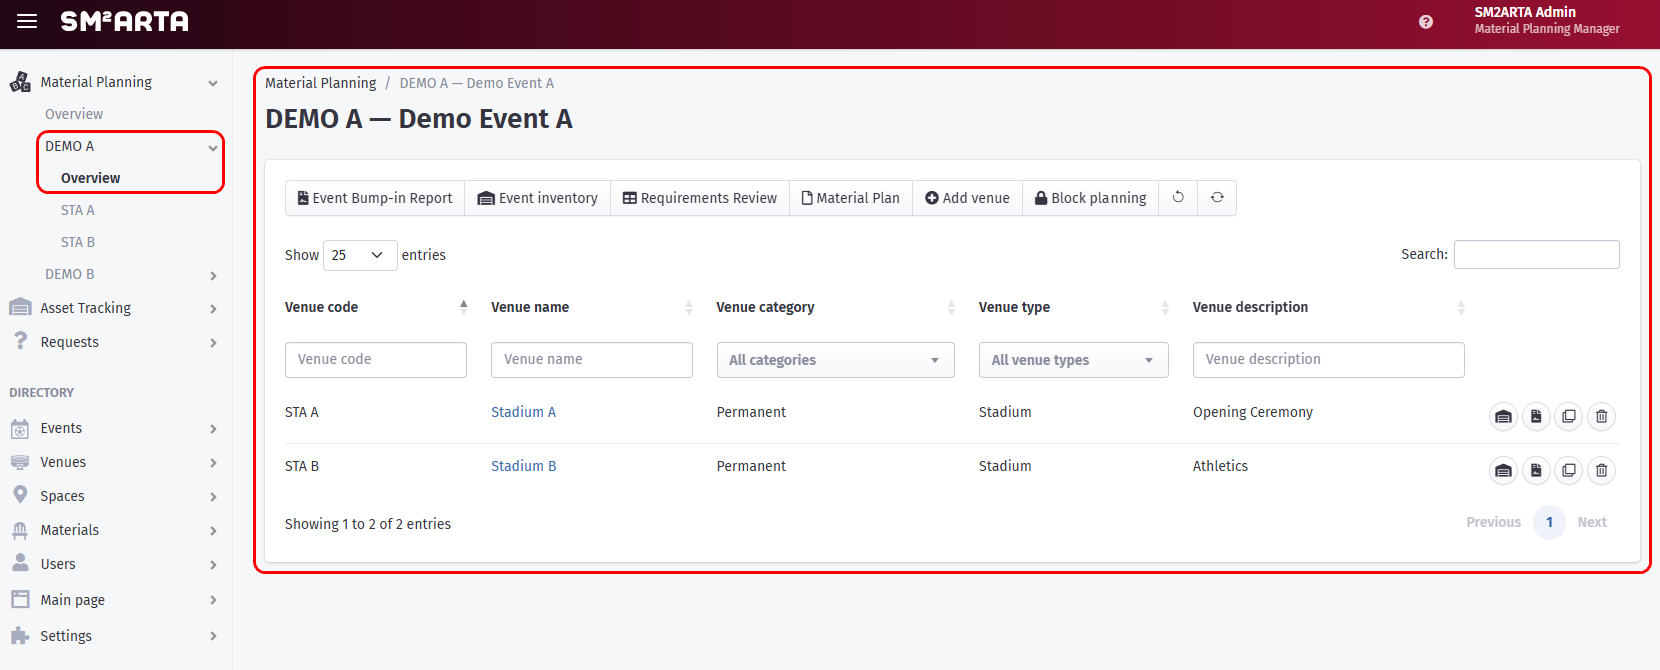 SM²ARTA
SM2ARTA Admin
Material Planning Manager
Material Planning
Overview
DEMO A
Overview
STA A
STA B
DEMO B
Asset Tracking
Requests
DIRECTORY
Events
Venues
Spaces
Materials
Users
Main page
Settings
Material Planning / DEMO A — Demo Event A
DEMO A — Demo Event A
Event Bump-in Report Event inventory Requirements Review Material Plan Add venue Block planning
Show 25 entries Search:
Venue code Venue name Venue category Venue type Venue description
Venue code Venue name All categories All venue types Venue description
STA A Stadium A Permanent Stadium Opening Ceremony
STA B Stadium B Permanent Stadium Athletics
Showing 1 to 2 of 2 entries Previous 1 Next